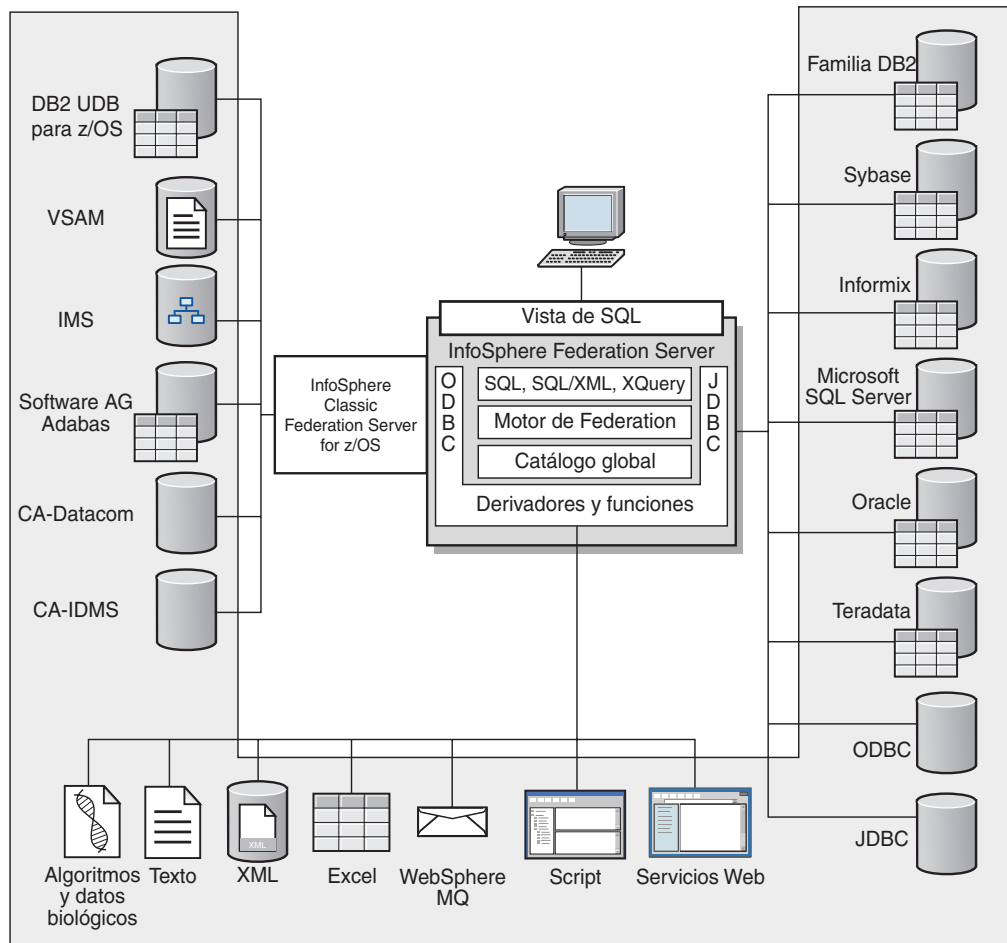 DB2 UDB
para z/OS
VSAM
IMS
Software AG
Adabas
CA-Datacom
CA-IDMS
InfoSphere
Classic
Federation Server
for z/OS
Vista de SQL
InfoSphere Federation Server
ODBC
SQL, SQL/XML, XQuery
Motor de Federation
Catálogo global
JDBC
Derivadores y funciones
Familia DB2
Sybase
Informix
Microsoft
SQL Server
Oracle
Teradata
ODBC
JDBC
Algoritmos
y datos
biológicos
Texto
XML
XML
Excel
WebSphere
MQ
Script
Servicios Web